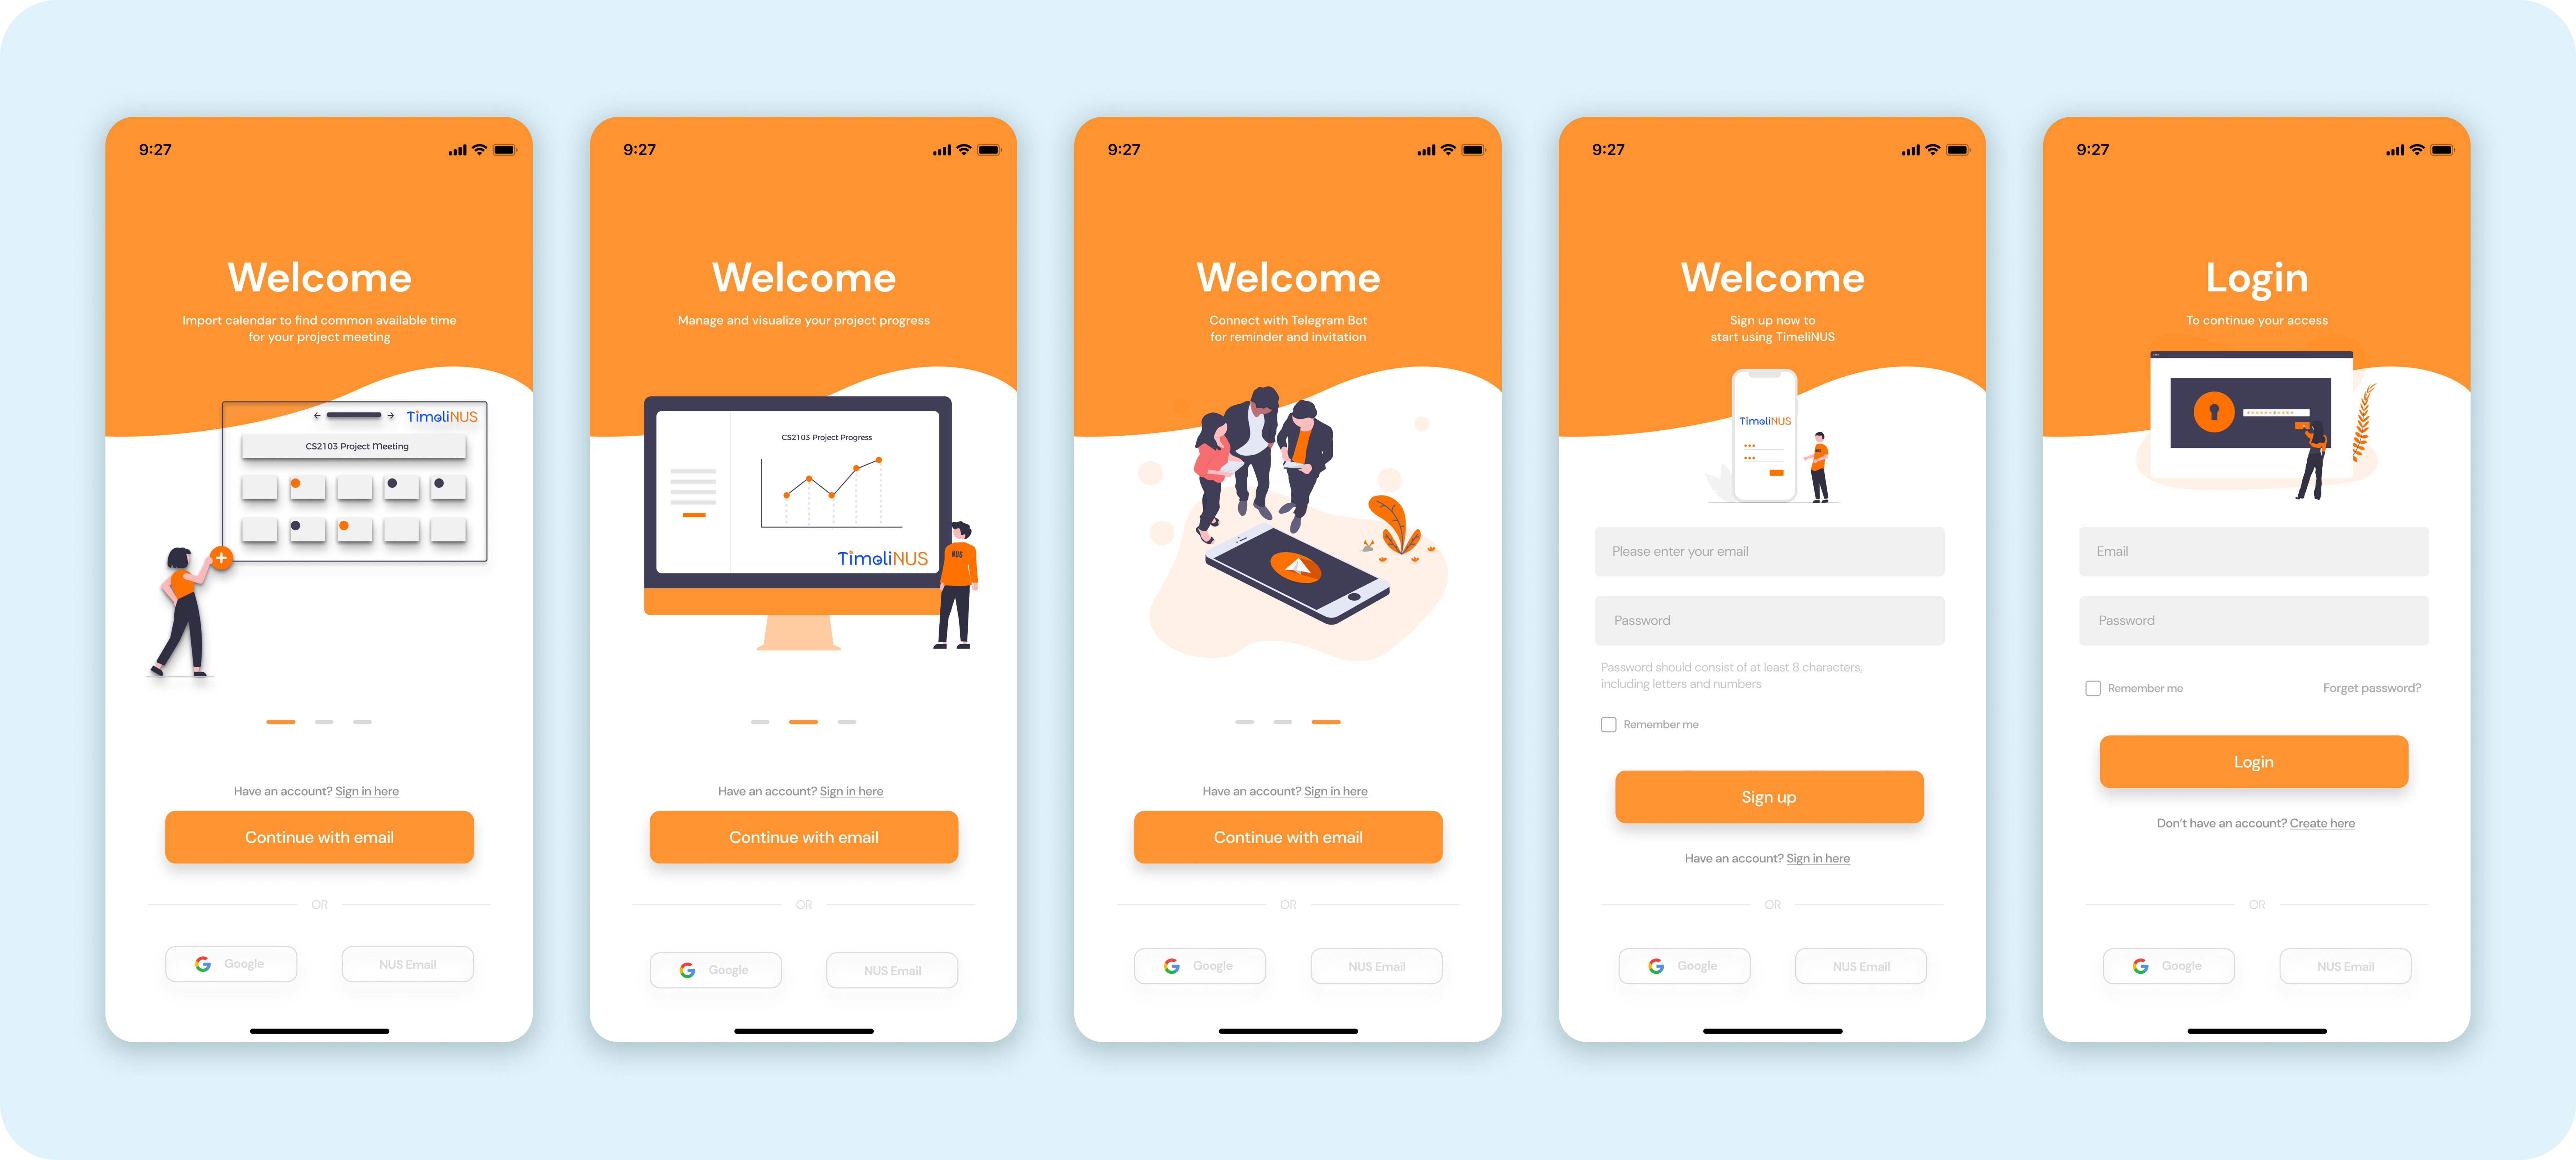 9:27
Welcome
Import calendar to find common available time
for your project meeting
TimeliNUS
CS2103 Project Meeting
Have an account? Sign in here
Continue with email
OR
Google
NUS Email
9:27
Welcome
Manage and visualize your project progress
CS2103 Project Progress
NUS
TimeliNUS
Have an account? Sign in here
Continue with email
OR
Google
NUS Email
9:27
Welcome
Connect with Telegram Bot
for reminder and invitation
Have an account? Sign in here
Continue with email
OR
Google
NUS Email
9:27
Welcome
Sign up now to
start using TimeliNUS
TimeliNUS
Please enter your email
Password
Password should consist of at least 8 characters,
including letters and numbers
Remember me
Sign up
Have an account? Sign in here
OR
Google
NUS Email
9:27
Login
To continue your access
Email
Password
Remember me
Forget password?
Login
Don't have an account? Create here
OR
Google
NUS Email